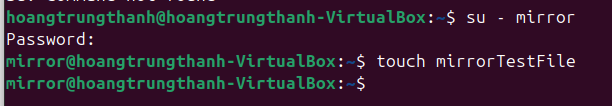 hoangtrungthanh@hoangtrungthanh-VirtualBox:~$ su - mirror
Password:
mirror@hoangtrungthanh-VirtualBox:~$ touch mirrorTestFile
mirror@hoangtrungthanh-VirtualBox:~$